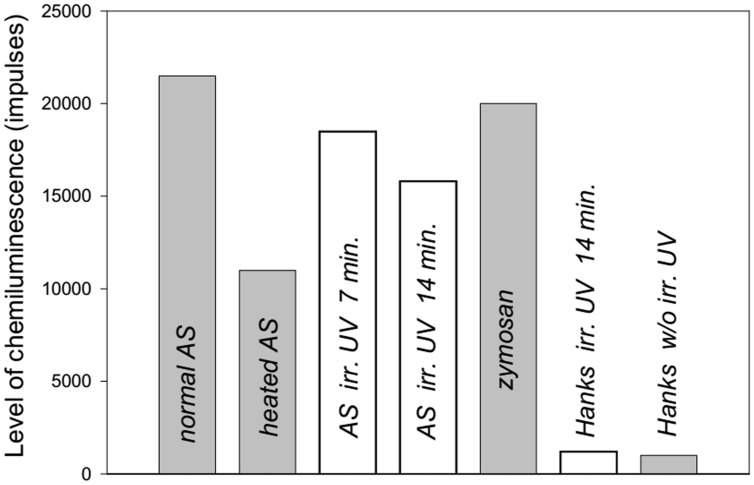 Level of chemiluminescence (impulses)
25000
20000
15000
10000
5000
0
normal AS
heated AS
AS irr. UV 7 min.
AS irr. UV 14 min.
zymosan
Hanks irr. UV 14 min.
Hanks w/o irr. UV